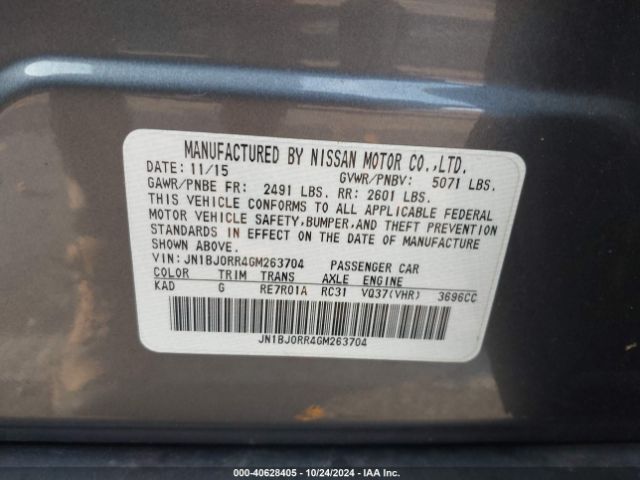 MANUFACTURED BY NISSAN MOTOR CO.,LTD.
DATE: 11/15 GVWR/PNBV: 5071 LBS.
GAWR/PNBE FR: 2491 LBS. RR: 2601 LBS.
THIS VEHICLE CONFORMS TO ALL APPLICABLE FEDERAL
MOTOR VEHICLE SAFETY,BUMPER,AND THEFT PREVENTION
STANDARDS IN EFFECT ON THE DATE OF MANUFACTURE
SHOWN ABOVE.
VIN: JN1BJ0RR4GM263704 PASSENGER CAR
COLOR TRIM TRANS AXLE ENGINE
KAD G RE7R01A RC31 VQ37(VHR) 3696CC
JN1BJ0RR4GM263704
000-40628405 • 10/24/2024 • IAA Inc.